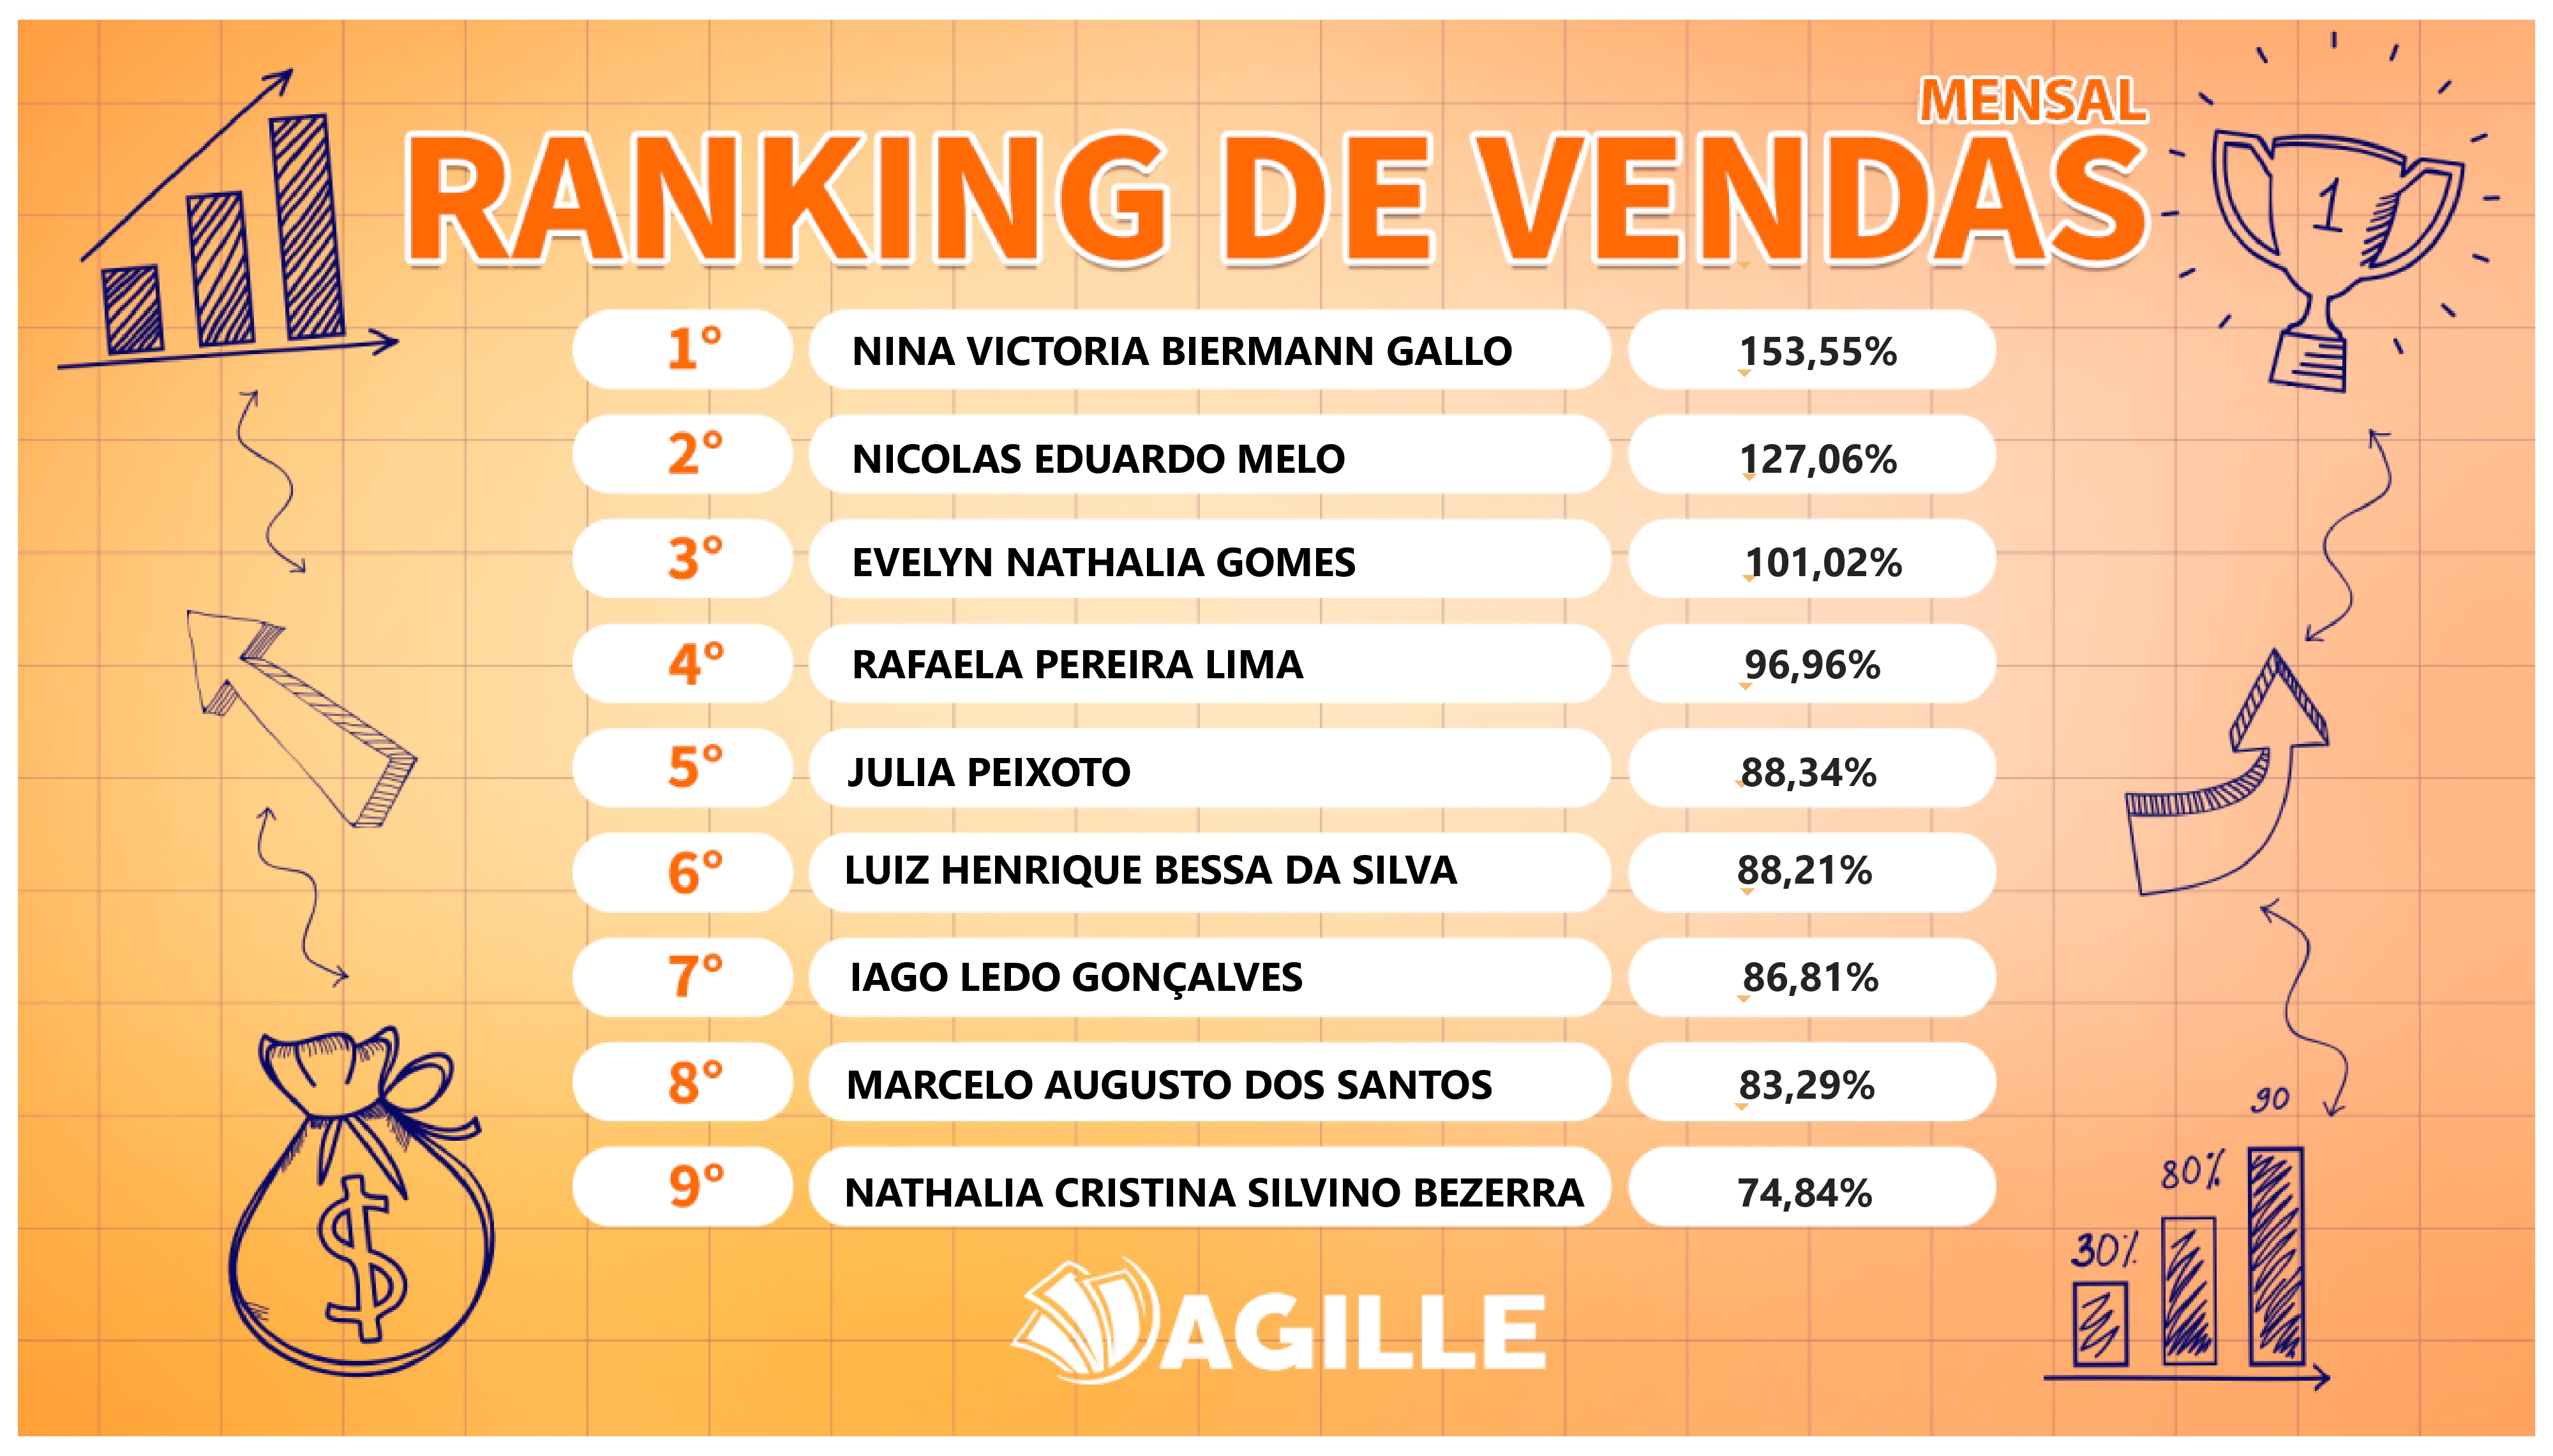 MENSAL
RANKING DE VENDAS
1
1° NINA VICTORIA BIERMANN GALLO 153,55%
2° NICOLAS EDUARDO MELO 127,06%
3° EVELYN NATHALIA GOMES 101,02%
4° RAFAELA PEREIRA LIMA 96,96%
5° JULIA PEIXOTO 88,34%
6° LUIZ HENRIQUE BESSA DA SILVA 88,21%
7° IAGO LEDO GONÇALVES 86,81%
8° MARCELO AUGUSTO DOS SANTOS 83,29%
9° NATHALIA CRISTINA SILVINO BEZERRA 74,84%
90
80%
30%
$
AGILLE